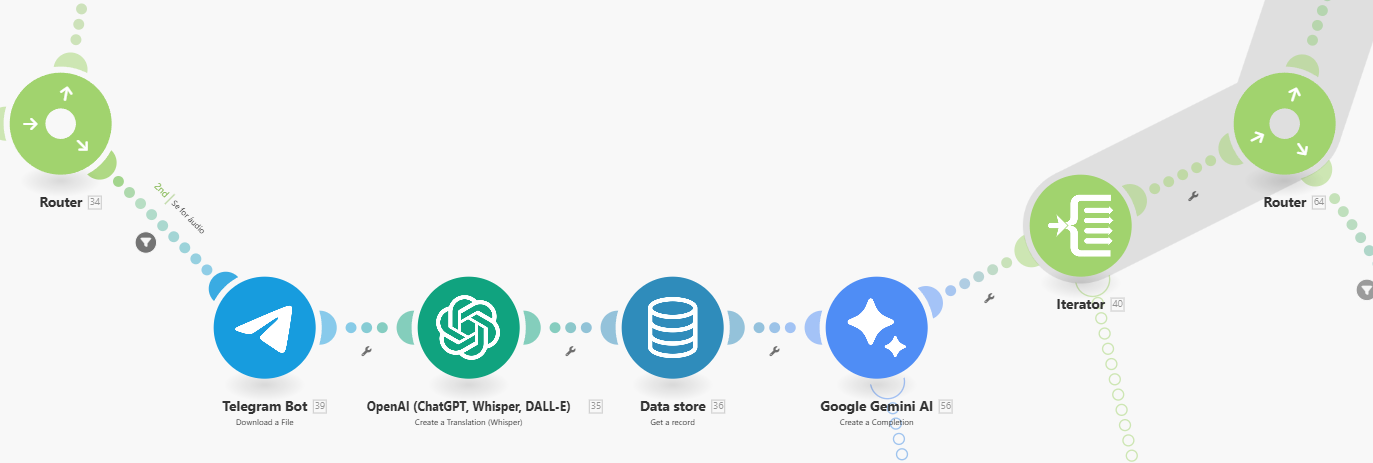 2nd | Se for áudio
Router 34
Router 64
Iterator 40
Telegram Bot 39
Download a File
OpenAI (ChatGPT, Whisper, DALL-E) 35
Create a Translation (Whisper)
Data store 36
Get a record
Google Gemini AI 56
Create a Completion